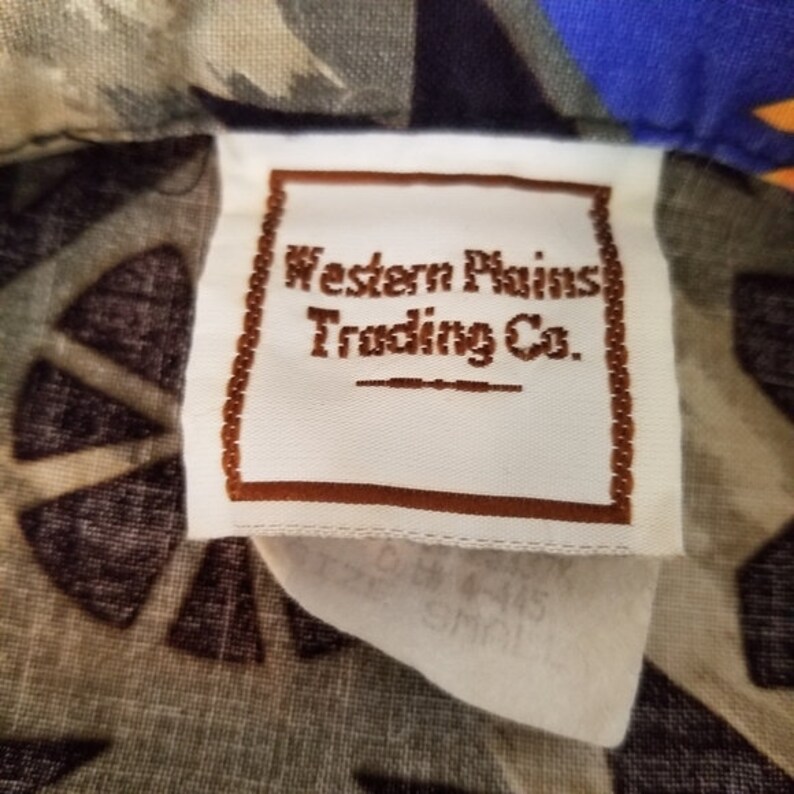 Western Plains
Trading Co.
SIZE SMALL